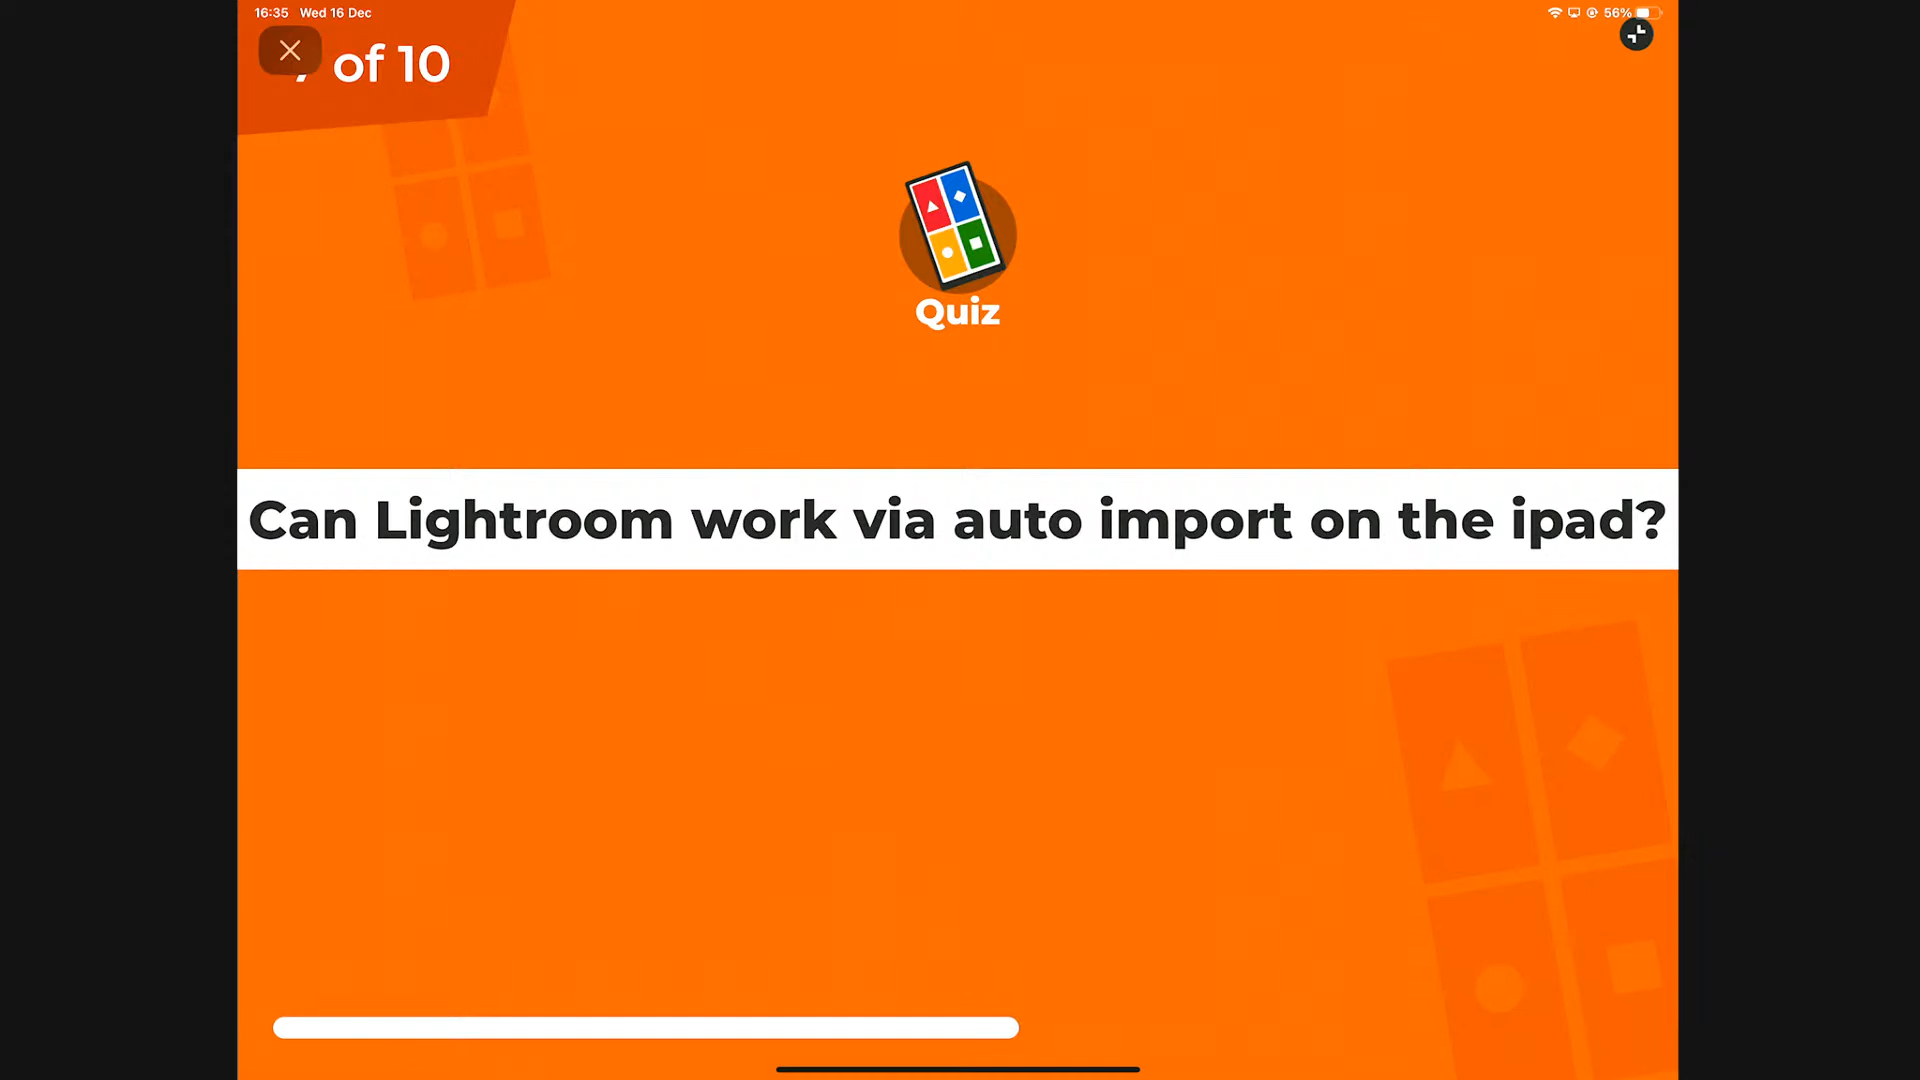 16:35 Wed 16 Dec
56%
of 10
Quiz
Can Lightroom work via auto import on the ipad?